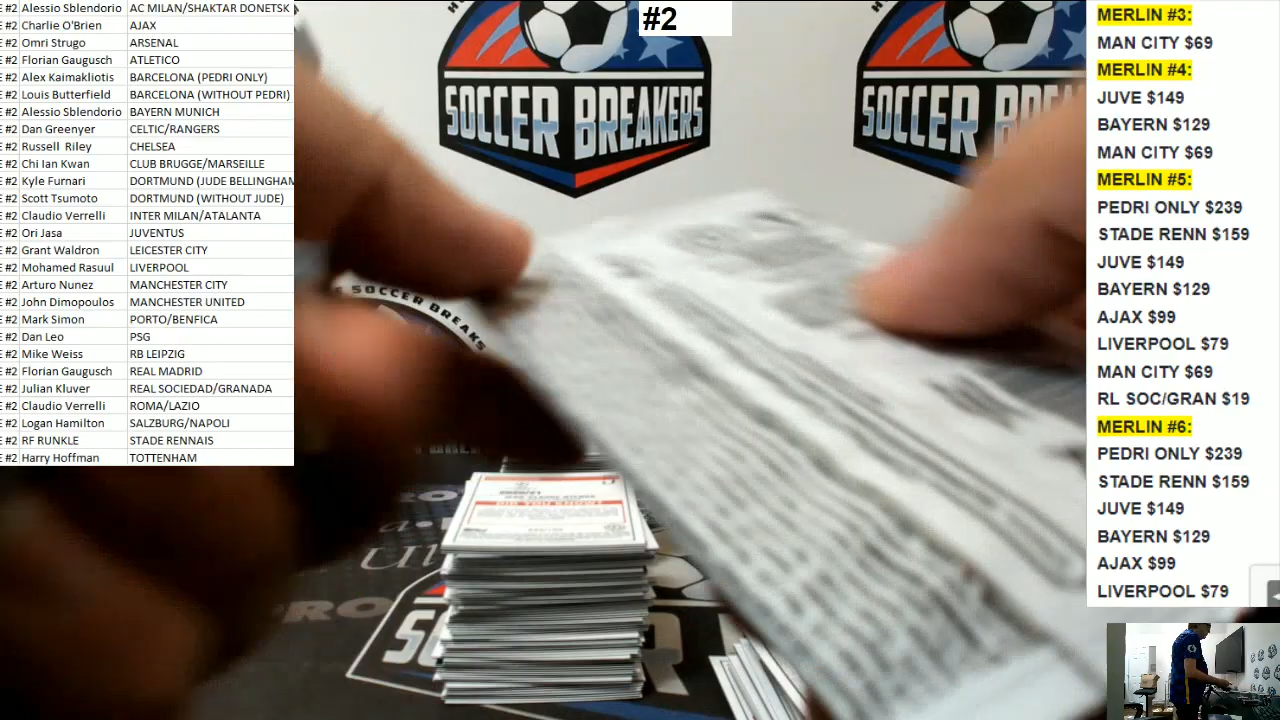 #2
E #2 Alessio Sblendorio AC MILAN/SHAKTAR DONETSK
E #2 Charlie O'Brien AJAX
E #2 Omri Strugo ARSENAL
E #2 Florian Gaugusch ATLETICO
E #2 Alex Kaimakliotis BARCELONA (PEDRI ONLY)
E #2 Louis Butterfield BARCELONA (WITHOUT PEDRI)
E #2 Alessio Sblendorio BAYERN MUNICH
E #2 Dan Greenyer CELTIC/RANGERS
E #2 Russell Riley CHELSEA
E #2 Chi Ian Kwan CLUB BRUGGE/MARSEILLE
E #2 Kyle Furnari DORTMUND (JUDE BELLINGHAM
E #2 Scott Tsumoto DORTMUND (WITHOUT JUDE)
E #2 Claudio Verrelli INTER MILAN/ATALANTA
E #2 Ori Jasa JUVENTUS
E #2 Grant Waldron LEICESTER CITY
E #2 Mohamed Rasuul LIVERPOOL
E #2 Arturo Nunez MANCHESTER CITY
E #2 John Dimopoulos MANCHESTER UNITED
E #2 Mark Simon PORTO/BENFICA
E #2 Dan Leo PSG
E #2 Mike Weiss RB LEIPZIG
E #2 Florian Gaugusch REAL MADRID
E #2 Julian Kluver REAL SOCIEDAD/GRANADA
E #2 Claudio Verrelli ROMA/LAZIO
E #2 Logan Hamilton SALZBURG/NAPOLI
E #2 RF RUNKLE STADE RENNAIS
E #2 Harry Hoffman TOTTENHAM
SOCCER BREAKERS
SOCCER BRE
SOCCER BREAKS
MERLIN #3:
MAN CITY $69
MERLIN #4:
JUVE $149
BAYERN $129
MAN CITY $69
MERLIN #5:
PEDRI ONLY $239
STADE RENN $159
JUVE $149
BAYERN $129
AJAX $99
LIVERPOOL $79
MAN CITY $69
RL SOC/GRAN $19
MERLIN #6:
PEDRI ONLY $239
STADE RENN $159
JUVE $149
BAYERN $129
AJAX $99
LIVERPOOL $79